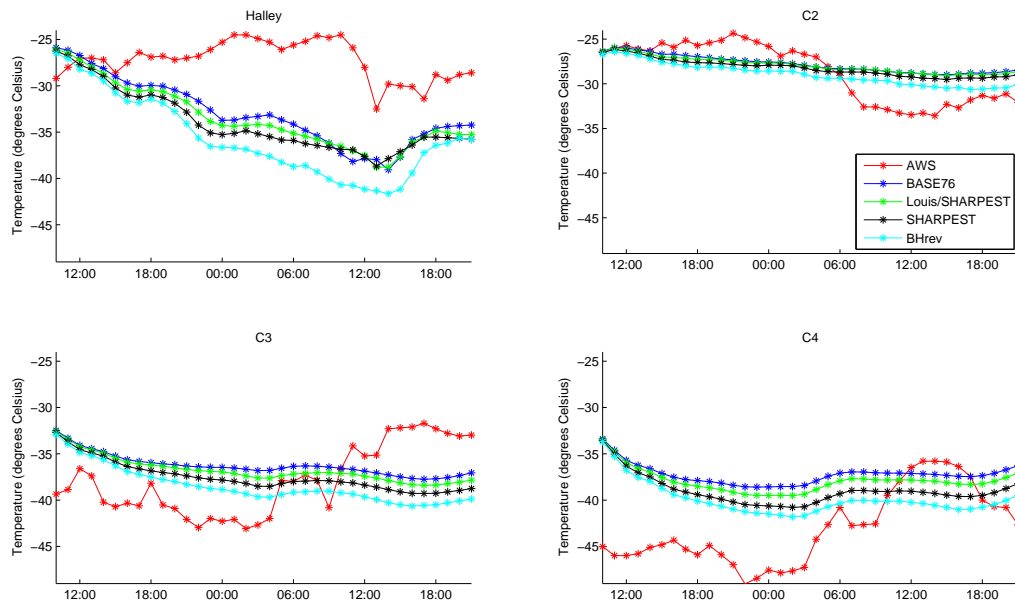 Halley
Temperature (degrees Celsius)
−25
−30
−35
−40
−45
12:00 18:00 00:00 06:00 12:00 18:00
C2
Temperature (degrees Celsius)
−25
−30
−35
−40
−45
12:00 18:00 00:00 06:00 12:00 18:00
AWS
BASE76
Louis/SHARPEST
SHARPEST
BHrev
C3
Temperature (degrees Celsius)
−25
−30
−35
−40
−45
12:00 18:00 00:00 06:00 12:00 18:00
C4
Temperature (degrees Celsius)
−25
−30
−35
−40
−45
12:00 18:00 00:00 06:00 12:00 18:00